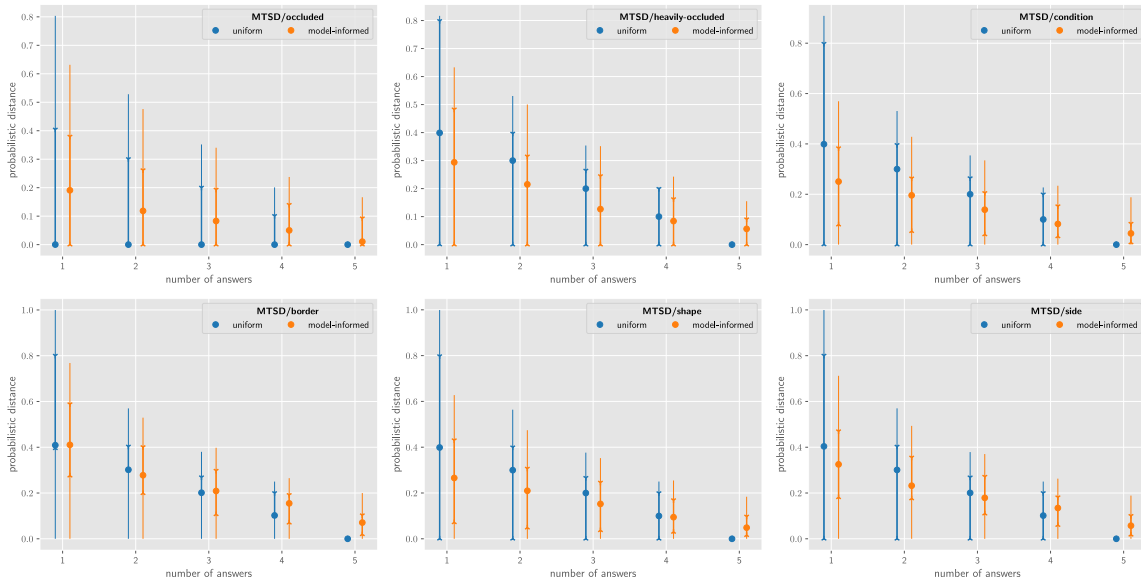 MTSD/occluded
uniform model-informed
probabilistic distance
0.8
0.7
0.6
0.5
0.4
0.3
0.2
0.1
0.0
1 2 3 4 5
number of answers
MTSD/heavily-occluded
uniform model-informed
probabilistic distance
0.8
0.7
0.6
0.5
0.4
0.3
0.2
0.1
0.0
1 2 3 4 5
number of answers
MTSD/condition
uniform model-informed
probabilistic distance
0.8
0.6
0.4
0.2
0.0
1 2 3 4 5
number of answers
MTSD/border
uniform model-informed
probabilistic distance
1.0
0.8
0.6
0.4
0.2
0.0
1 2 3 4 5
number of answers
MTSD/shape
uniform model-informed
probabilistic distance
1.0
0.8
0.6
0.4
0.2
0.0
1 2 3 4 5
number of answers
MTSD/side
uniform model-informed
probabilistic distance
1.0
0.8
0.6
0.4
0.2
0.0
1 2 3 4 5
number of answers